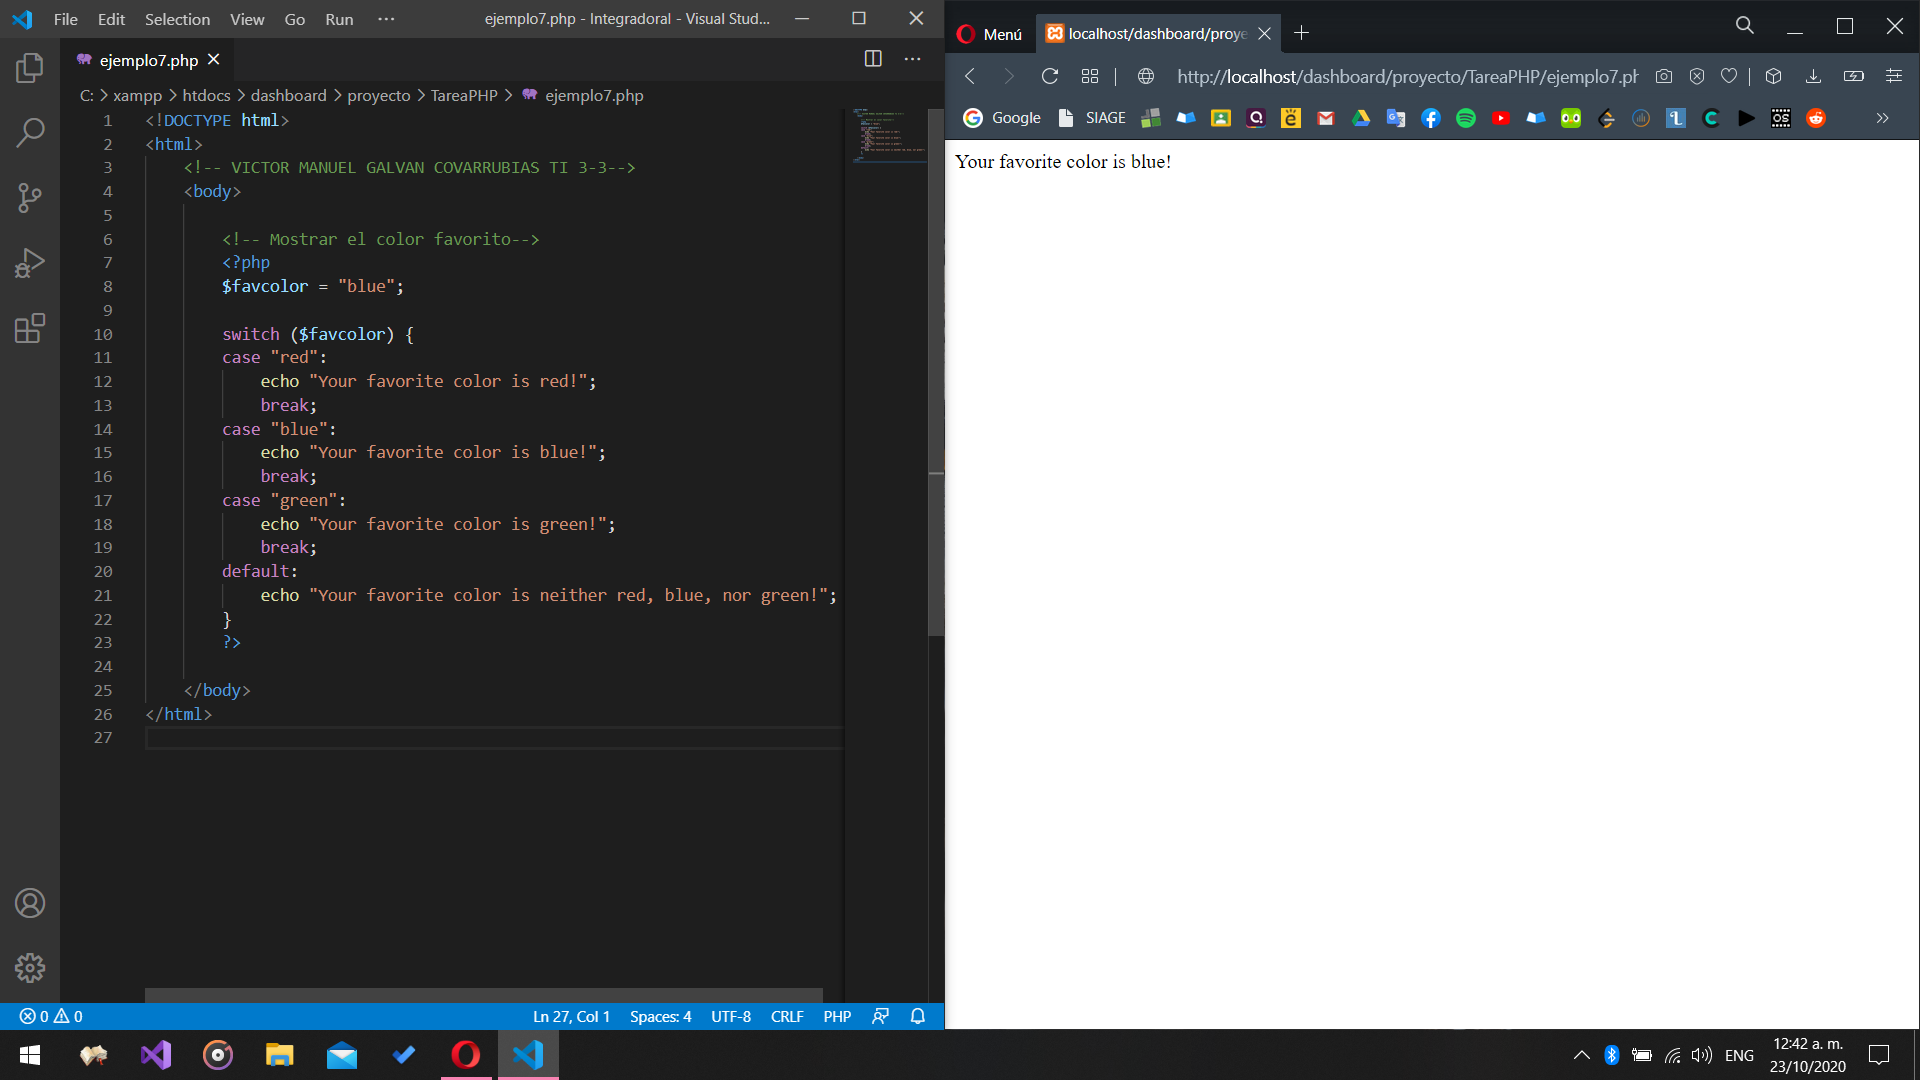 File Edit Selection View Go Run ··· ejemplo7.php - Integradoral - Visual Stud...
ejemplo7.php
C: > xampp > htdocs > dashboard > proyecto > TareaPHP > ejemplo7.php
1 <!DOCTYPE html>
2 <html>
3 <!-- VICTOR MANUEL GALVAN COVARRUBIAS TI 3-3-->
4 <body>
5
6 <!-- Mostrar el color favorito-->
7 <?php
8 $favcolor = "blue";
9
10 switch ($favcolor) {
11 case "red":
12 echo "Your favorite color is red!";
13 break;
14 case "blue":
15 echo "Your favorite color is blue!";
16 break;
17 case "green":
18 echo "Your favorite color is green!";
19 break;
20 default:
21 echo "Your favorite color is neither red, blue, nor green!";
22 }
23 ?>
24
25 </body>
26 </html>
27
0 0 Ln 27, Col 1 Spaces: 4 UTF-8 CRLF PHP
Menú localhost/dashboard/proye
http://localhost/dashboard/proyecto/TareaPHP/ejemplo7.ph
Google SIAGE
Your favorite color is blue!
ENG 12:42 a. m.
23/10/2020